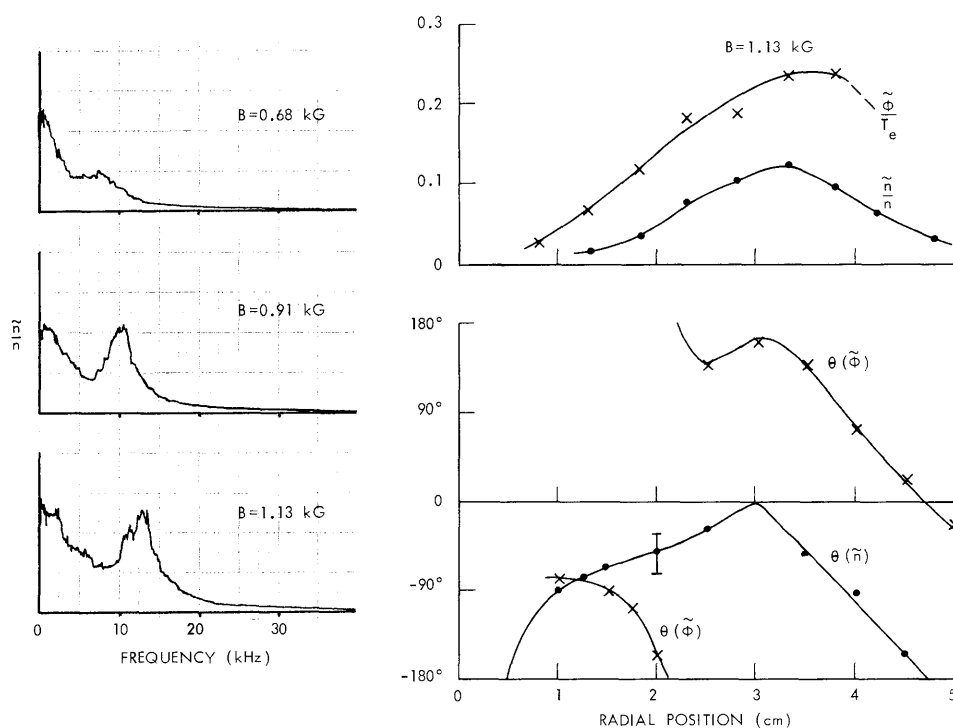 B=0.68 kG
B=0.91 kG
ñ/n
B=1.13 kG
0 10 20 30
FREQUENCY (kHz)
0.3
B=1.13 kG
0.2
Φ̃/Te
0.1
ñ/n
0
180°
θ(Φ̃)
90°
0
θ(ñ)
-90°
θ(Φ̃)
-180°
0 1 2 3 4 5
RADIAL POSITION (cm)